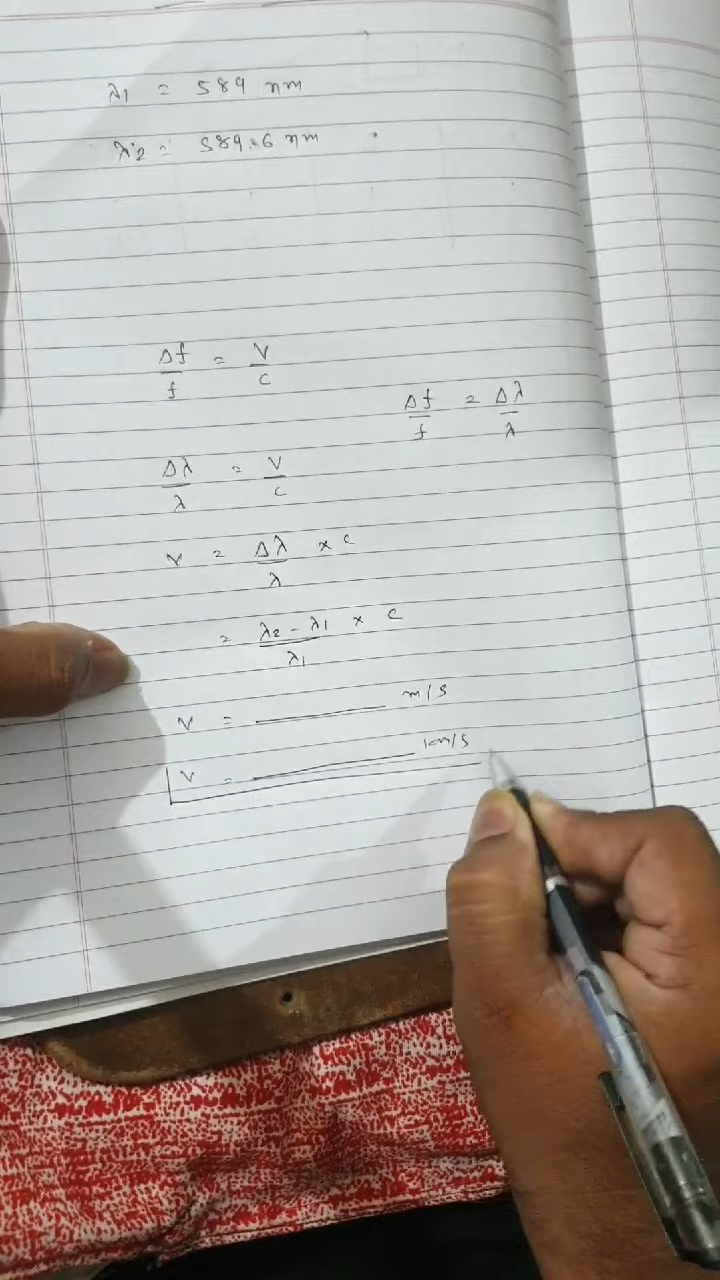 λ1 = 589 nm
λ2 = 589.6 nm
Δf/f = V/c
Δf/f = Δλ/λ
Δλ/λ = V/c
v = Δλ/λ × c
= λ2 - λ1/λ1 × c
v = ______ m/s
v = ______ km/s